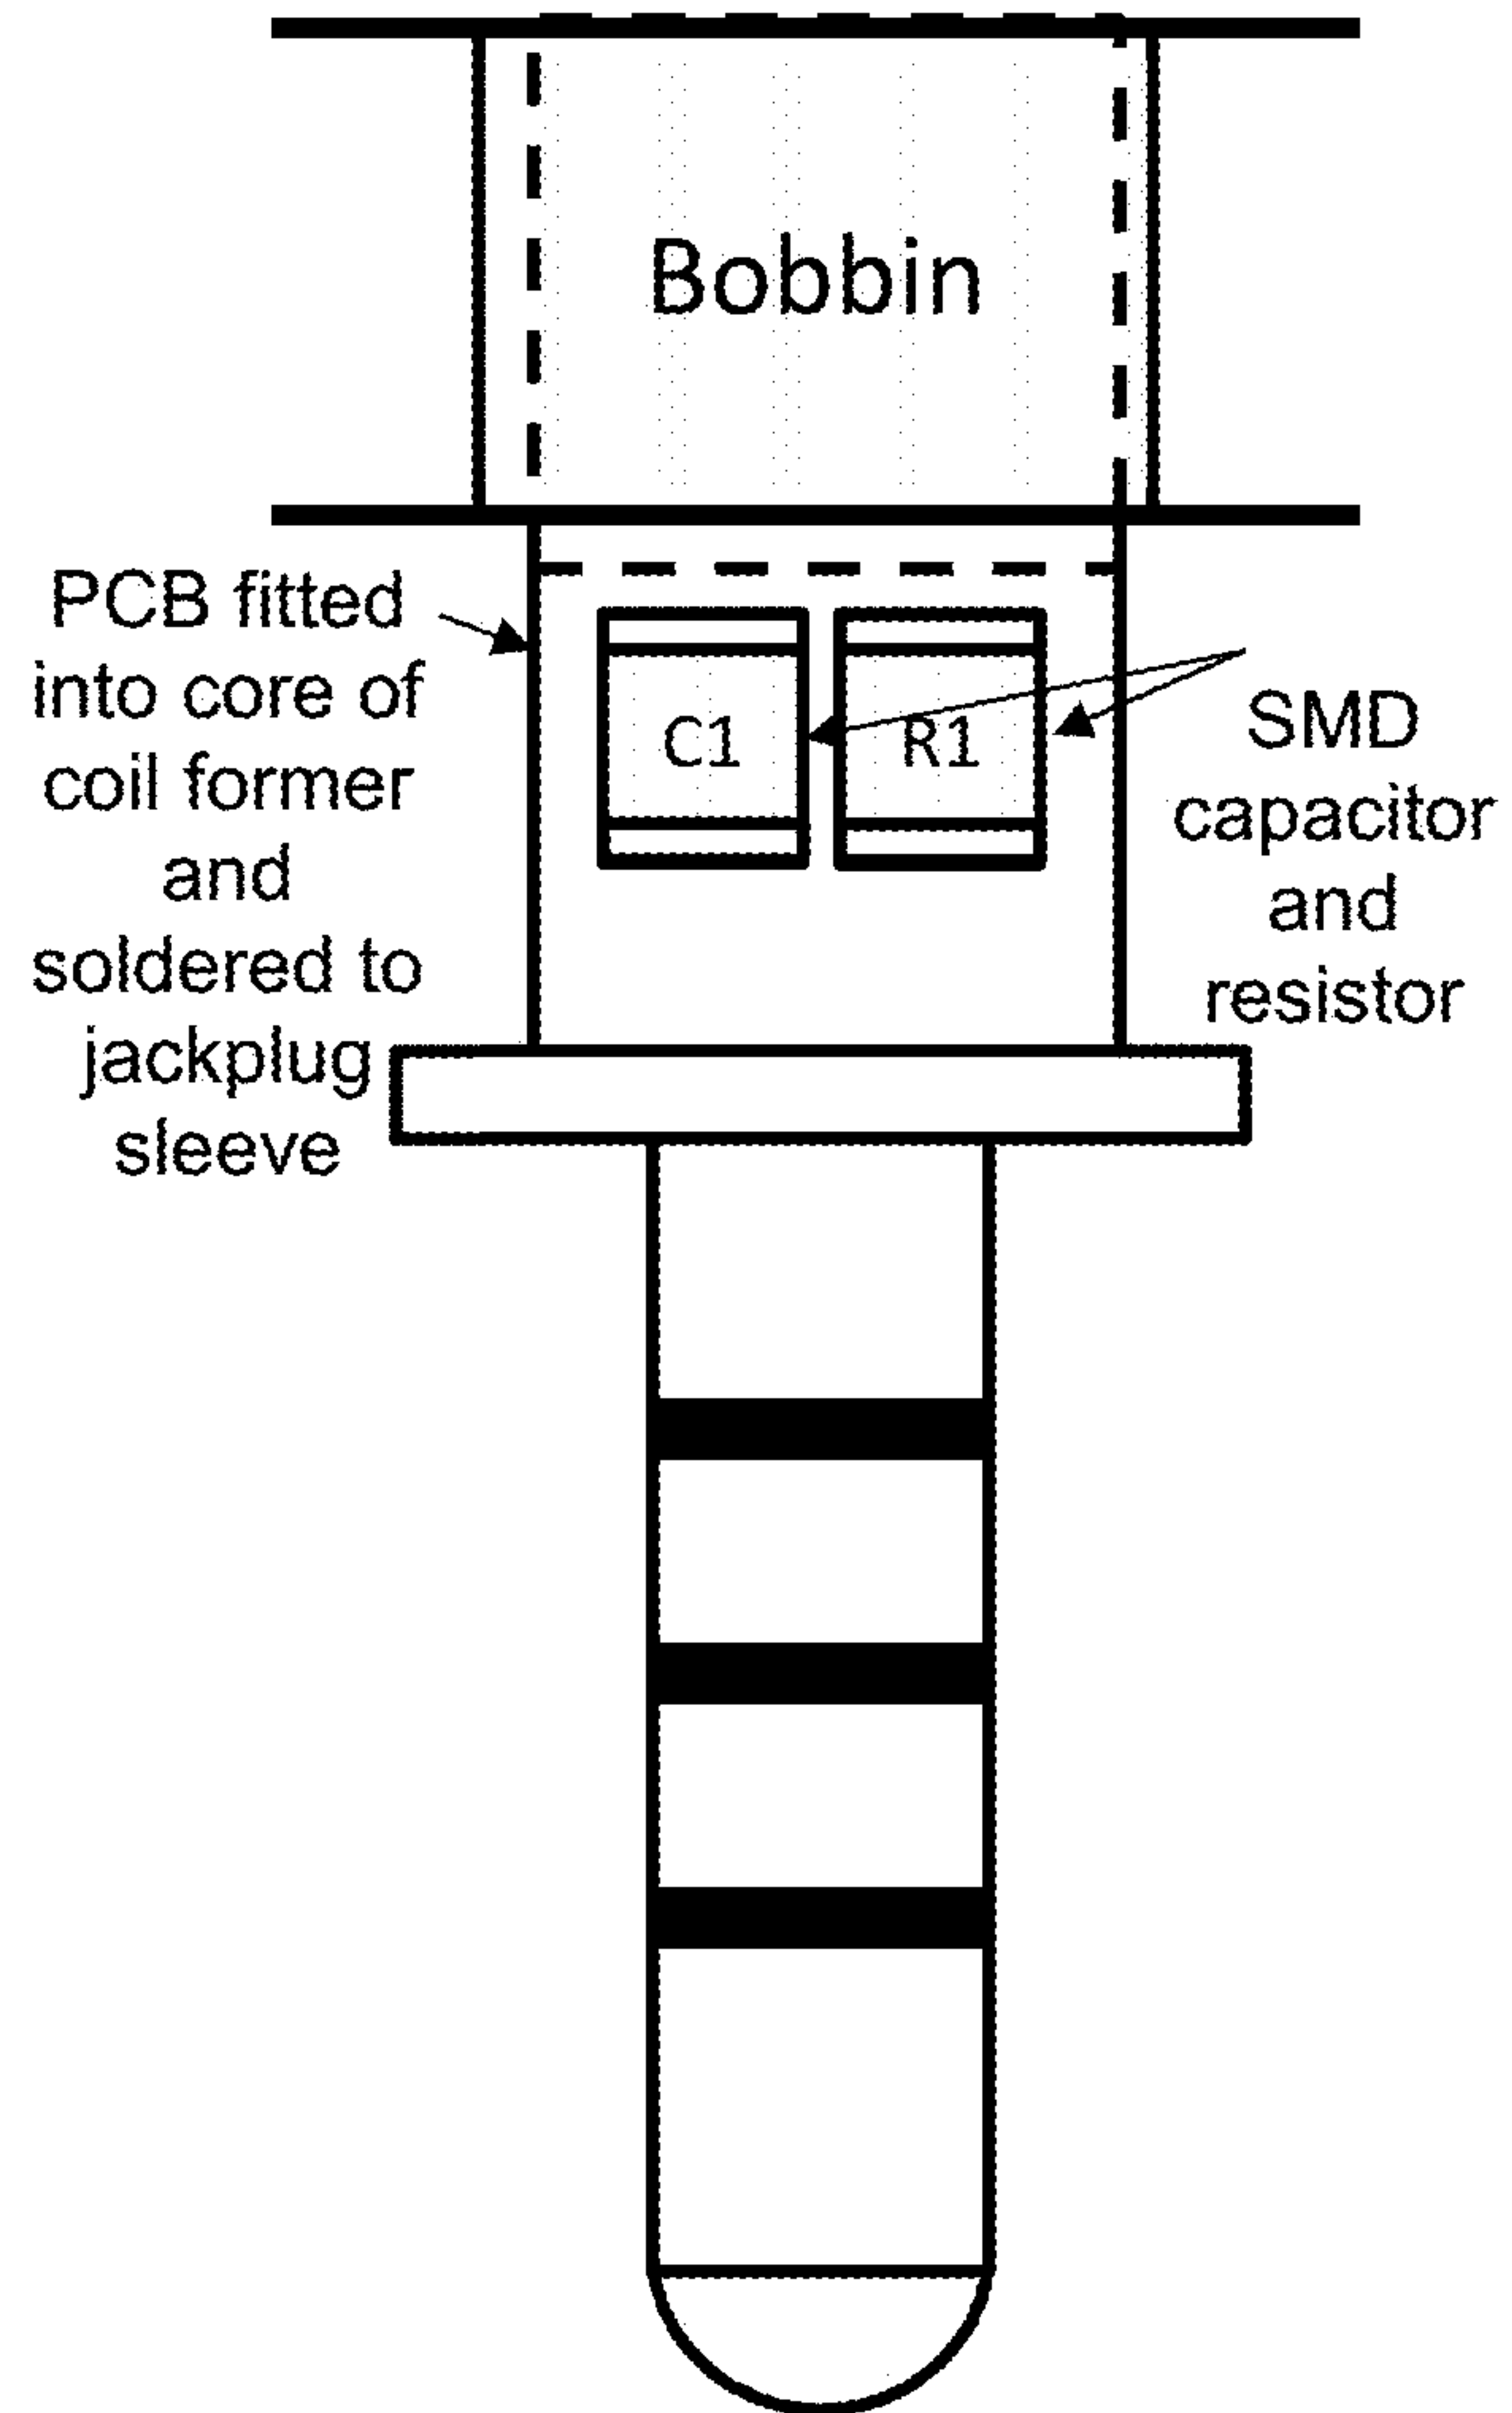 Bobbin
PCB fitted
into core of
coil former
and
soldered to
jackplug
sleeve
C1
R1
SMD
capacitor
and
resistor